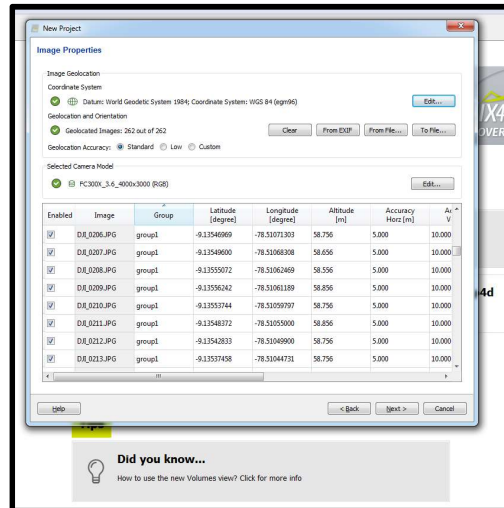 New Project
Image Properties
Image Geolocation
Coordinate System
Datum: World Geodetic System 1984; Coordinate System: WGS 84 (egm96)
Edit...
Geolocation and Orientation
Geolocated Images: 262 out of 262
Clear
From EXIF
From File...
To File...
Geolocation Accuracy: Standard Low Custom
Selected Camera Model
FC300X_3.6_4000x3000 (RGB)
Edit...
Enabled Image Group Latitude [degree] Longitude [degree] Altitude [m] Accuracy Horz [m] A V
DJI_0206.JPG group1 -9.13546969 -78.51071303 58.756 5.000 10.000
DJI_0207.JPG group1 -9.13549600 -78.51068308 58.656 5.000 10.000
DJI_0208.JPG group1 -9.13555072 -78.51062469 58.556 5.000 10.000
DJI_0209.JPG group1 -9.13556242 -78.51061189 58.856 5.000 10.000
DJI_0210.JPG group1 -9.13553744 -78.51059797 58.756 5.000 10.000
DJI_0211.JPG group1 -9.13548372 -78.51055000 58.856 5.000 10.000
DJI_0212.JPG group1 -9.13542833 -78.51049900 58.756 5.000 10.000
DJI_0213.JPG group1 -9.13537458 -78.51044731 58.756 5.000 10.000
Help
< Back
Next >
Cancel
IX4
OVER
4d
Tips
Did you know...
How to use the new Volumes view? Click for more info